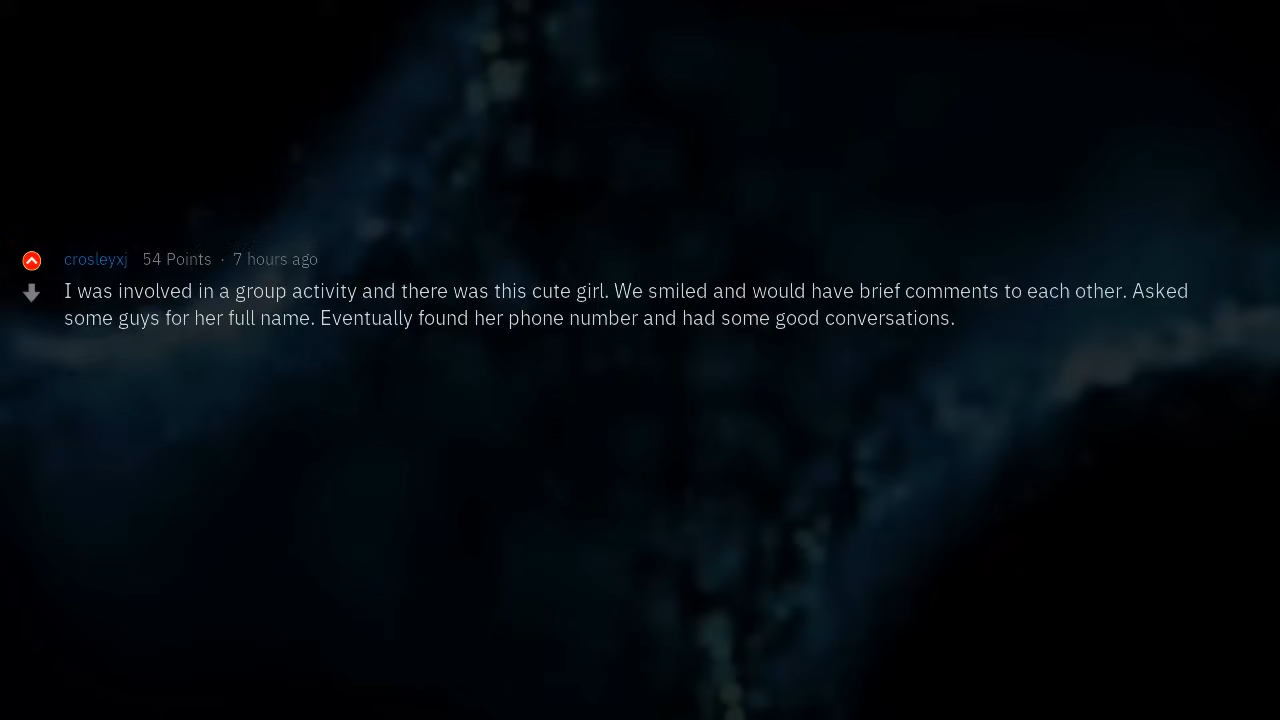 crosleyxj 54 Points · 7 hours ago
I was involved in a group activity and there was this cute girl. We smiled and would have brief comments to each other. Asked
some guys for her full name. Eventually found her phone number and had some good conversations.